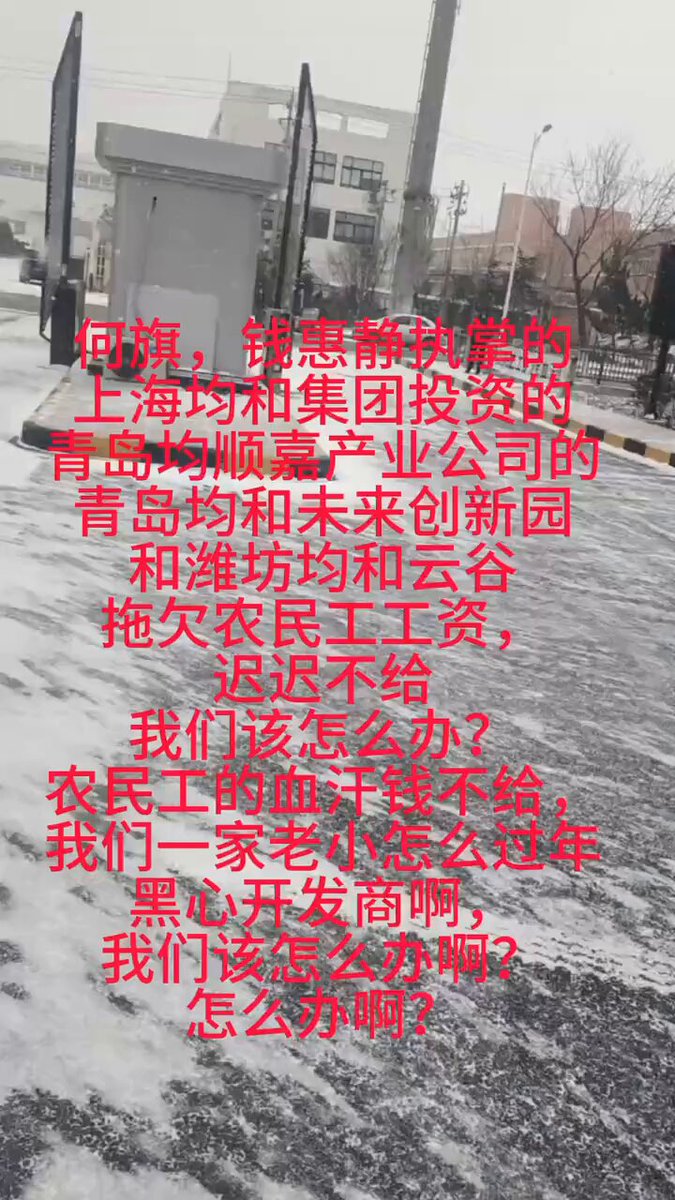 何旗，钱惠静执掌的
上海均和集团投资的
青岛均顺嘉产业公司的
青岛均和未来创新园
和潍坊均和云谷
拖欠农民工工资，
迟迟不给
我们该怎么办？
农民工的血汗钱不给，
我们一家老小怎么过年
黑心开发商啊，
我们该怎么办啊？
怎么办啊？